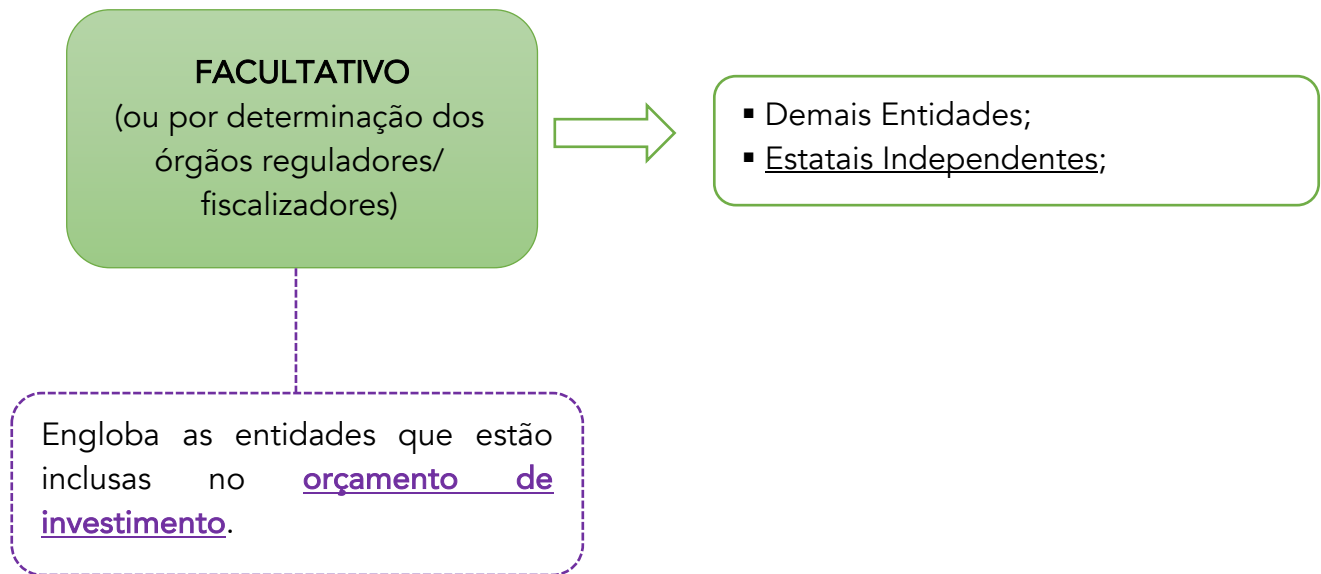 FACULTATIVO
(ou por determinação dos
órgãos reguladores/
fiscalizadores)
▪ Demais Entidades;
▪ Estatais Independentes;
Engloba as entidades que estão
inclusas no orçamento de
investimento.